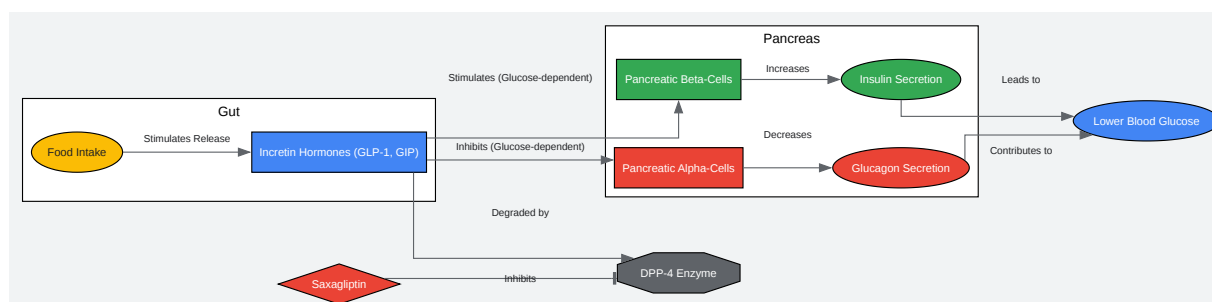 Pancreas
Stimulates (Glucose-dependent)
Pancreatic Beta-Cells
Increases
Insulin Secretion
Leads to
Gut
Food Intake
Stimulates Release
Incretin Hormones (GLP-1, GIP)
Inhibits (Glucose-dependent)
Decreases
Lower Blood Glucose
Pancreatic Alpha-Cells
Glucagon Secretion
Contributes to
Degraded by
Saxagliptin
Inhibits
DPP-4 Enzyme